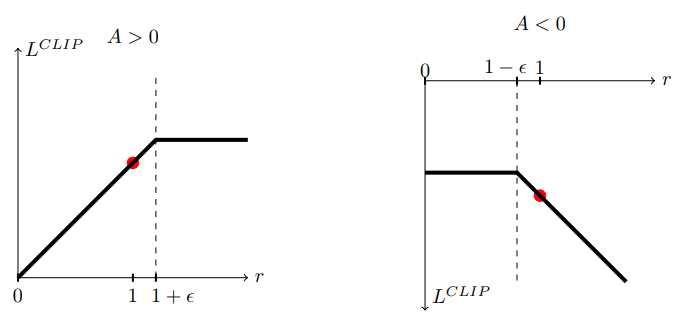 A > 0
L^{CLIP}
r
0 1 1 + ϵ
A < 0
0 1 − ϵ 1
r
L^{CLIP}